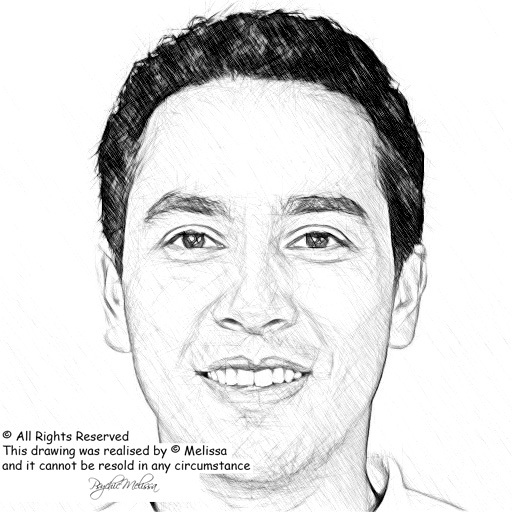 © All Rights Reserved
This drawing was realised by © Melissa
and it cannot be resold in any circumstance
Psychic Melissa